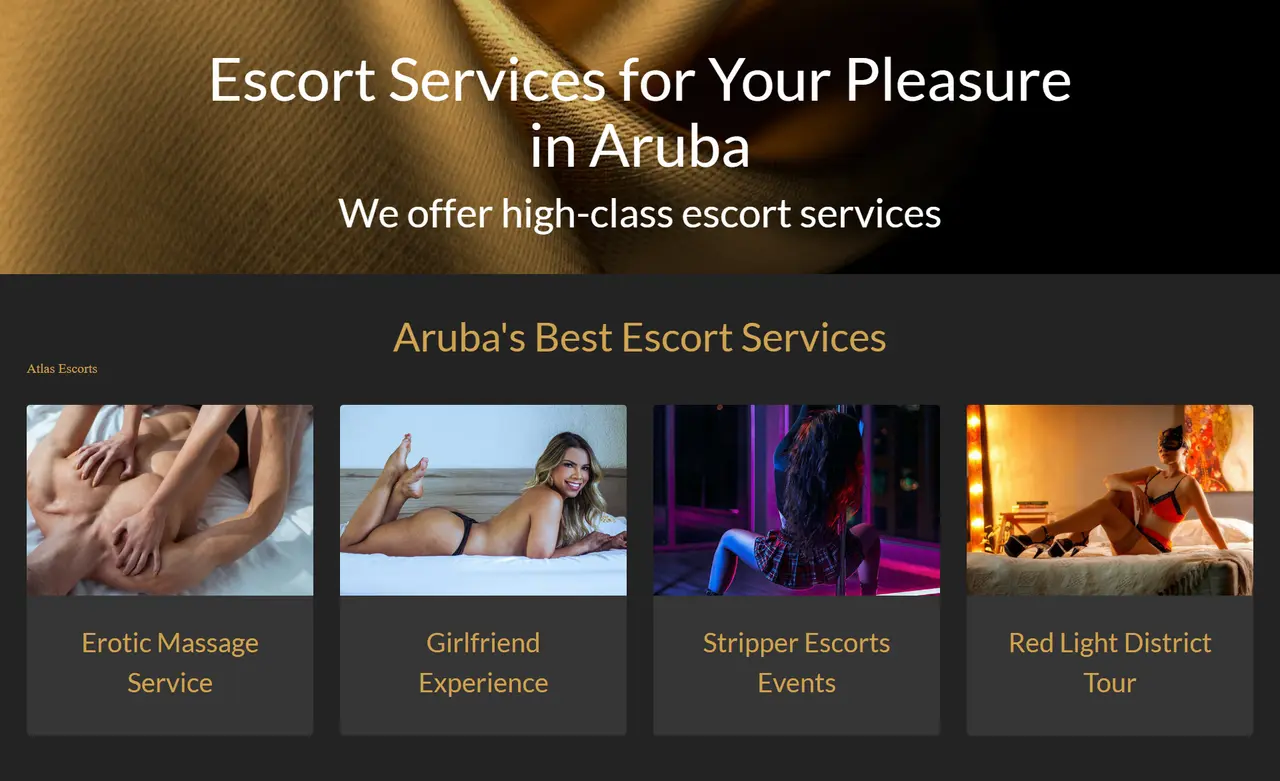 Escort Services for Your Pleasure
in Aruba
We offer high-class escort services
Aruba's Best Escort Services
Atlas Escorts
Erotic Massage
Service
Girlfriend
Experience
Stripper Escorts
Events
Red Light District
Tour